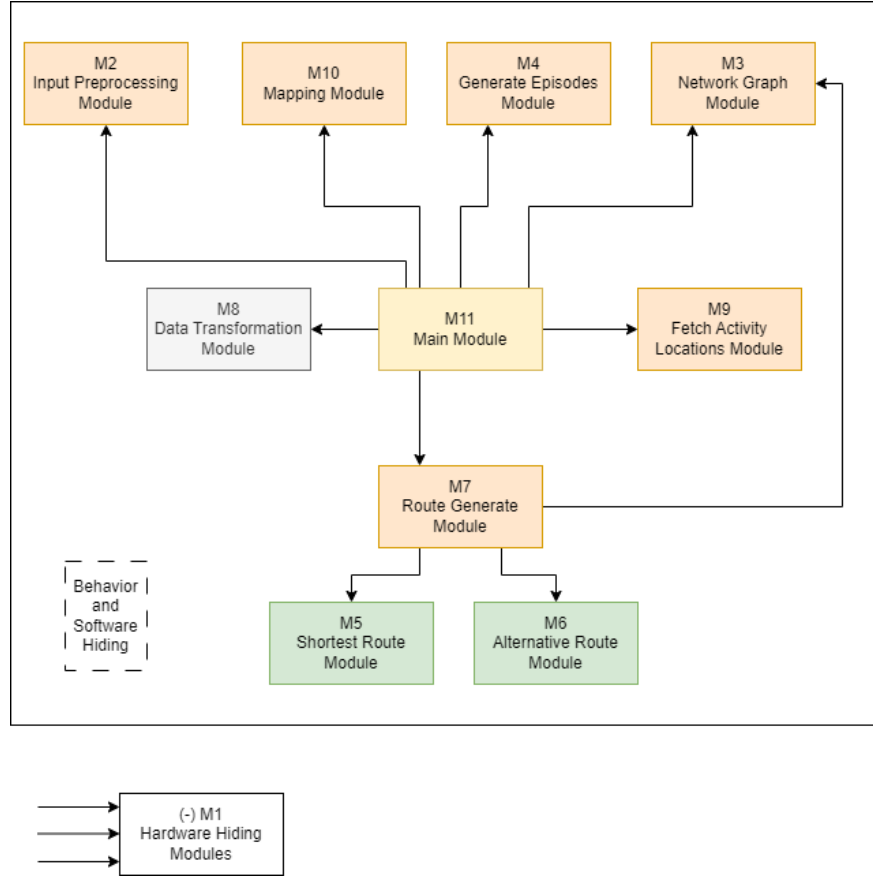 M2
Input Preprocessing
Module
M10
Mapping Module
M4
Generate Episodes
Module
M3
Network Graph
Module
M8
Data Transformation
Module
M11
Main Module
M9
Fetch Activity
Locations Module
M7
Route Generate
Module
Behavior
and
Software
Hiding
M5
Shortest Route
Module
M6
Alternative Route
Module
(-) M1
Hardware Hiding
Modules